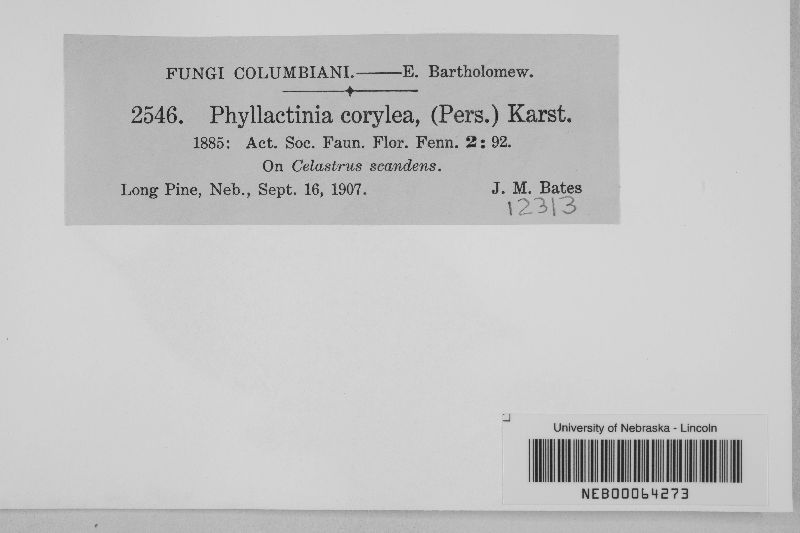 FUNGI COLUMBIANI.——E. Bartholomew.
2546. Phyllactinia corylea, (Pers.) Karst.
1885: Act. Soc. Faun. Flor. Fenn. 2: 92.
On Celastrus scandens.
Long Pine, Neb., Sept. 16, 1907. J. M. Bates
12313
University of Nebraska - Lincoln
NEB00064273